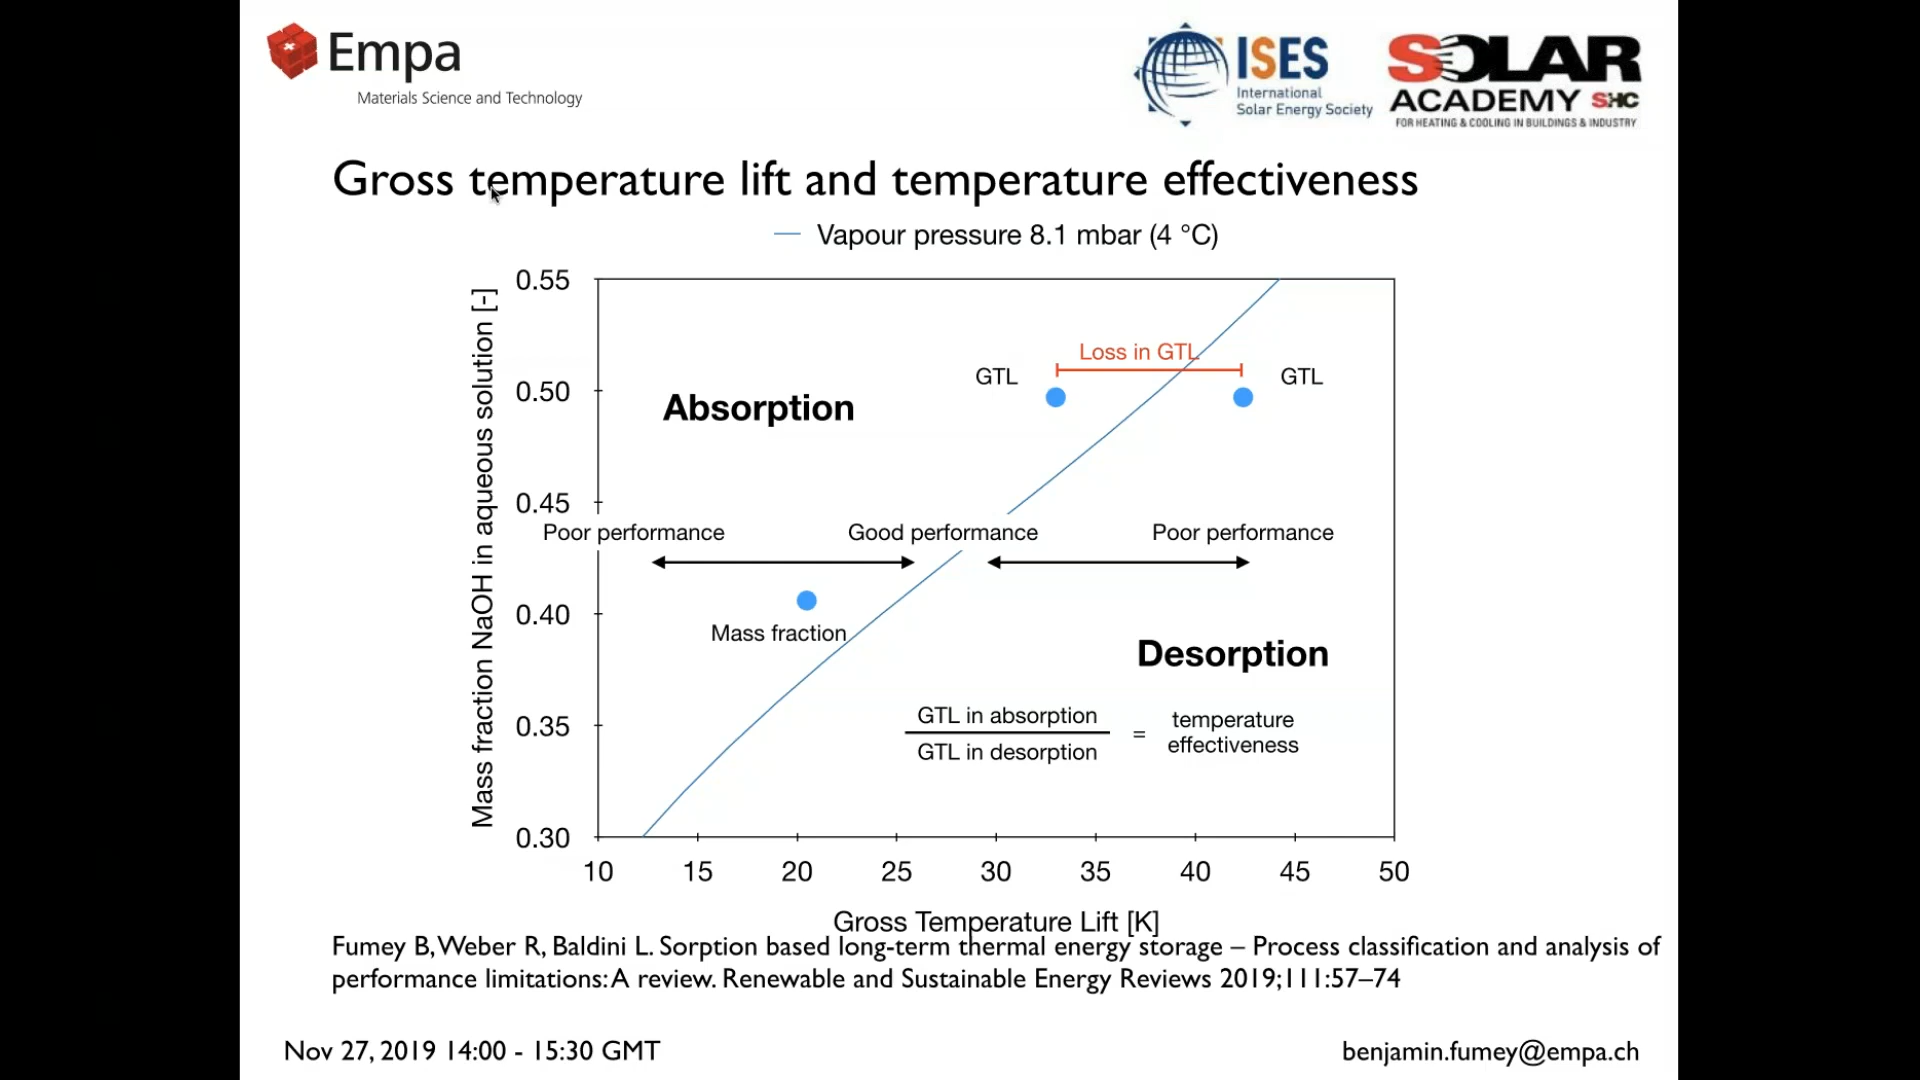 Empa
Materials Science and Technology
ISES
International
Solar Energy Society
SOLAR
ACADEMY SHC
FOR HEATING & COOLING IN BUILDINGS & INDUSTRY
Gross temperature lift and temperature effectiveness
Vapour pressure 8.1 mbar (4 °C)
Mass fraction NaOH in aqueous solution [-]
0.55
0.50
0.45
0.40
0.35
0.30
Loss in GTL
GTL
GTL
Absorption
Poor performance
Good performance
Poor performance
Mass fraction
Desorption
GTL in absorption
GTL in desorption
=
temperature
effectiveness
10 15 20 25 30 35 40 45 50
Gross Temperature Lift [K]
Fumey B, Weber R, Baldini L. Sorption based long-term thermal energy storage – Process classification and analysis of
performance limitations: A review. Renewable and Sustainable Energy Reviews 2019;111:57–74
Nov 27, 2019 14:00 - 15:30 GMT
benjamin.fumey@empa.ch